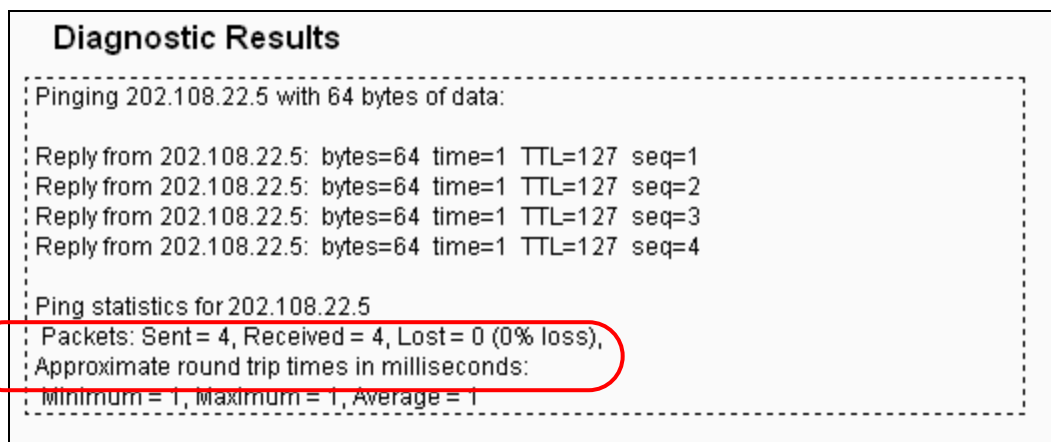 Diagnostic Results
Pinging 202.108.22.5 with 64 bytes of data:
Reply from 202.108.22.5: bytes=64 time=1 TTL=127 seq=1
Reply from 202.108.22.5: bytes=64 time=1 TTL=127 seq=2
Reply from 202.108.22.5: bytes=64 time=1 TTL=127 seq=3
Reply from 202.108.22.5: bytes=64 time=1 TTL=127 seq=4
Ping statistics for 202.108.22.5
Packets: Sent = 4, Received = 4, Lost = 0 (0% loss),
Approximate round trip times in milliseconds:
Minimum = 1, Maximum = 1, Average = 1